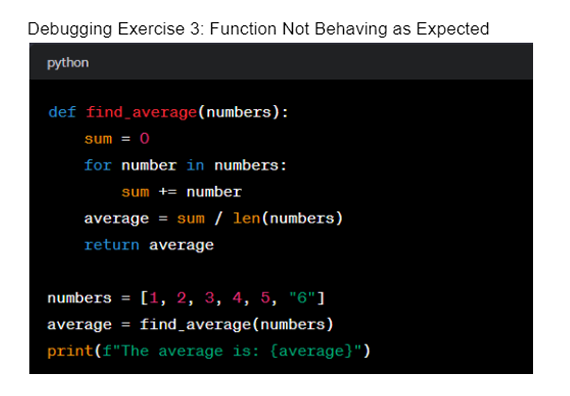 Debugging Exercise 3: Function Not Behaving as Expected
python
def find_average(numbers):
    sum = 0
    for number in numbers:
        sum += number
    average = sum / len(numbers)
    return average
numbers = [1, 2, 3, 4, 5, "6"]
average = find_average(numbers)
print(f"The average is: {average}")